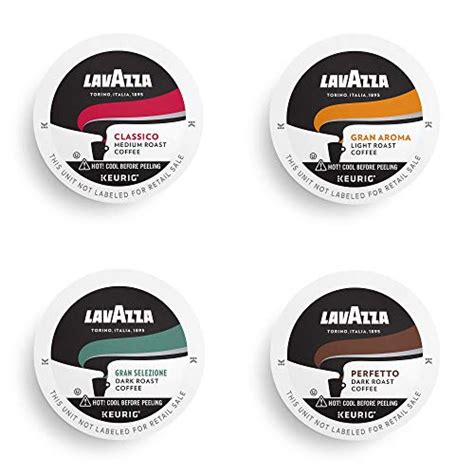 LAVAZZA
TORINO, ITALIA, 1895
CLASSICO
MEDIUM ROAST
COFFEE
HOT! COOL BEFORE PEELING
KEURIG
THIS UNIT NOT LABELED FOR RETAIL SALE
K
K
LAVAZZA
TORINO, ITALIA, 1895
GRAN AROMA
LIGHT ROAST
COFFEE
HOT! COOL BEFORE PEELING
KEURIG
THIS UNIT NOT LABELED FOR RETAIL SALE
K
K
LAVAZZA
TORINO, ITALIA, 1895
GRAN SELEZIONE
DARK ROAST
COFFEE
HOT! COOL BEFORE PEELING
KEURIG
THIS UNIT NOT LABELED FOR RETAIL SALE
K
K
LAVAZZA
TORINO, ITALIA, 1895
PERFETTO
DARK ROAST
COFFEE
HOT! COOL BEFORE PEELING
KEURIG
THIS UNIT NOT LABELED FOR RETAIL SALE
K
K